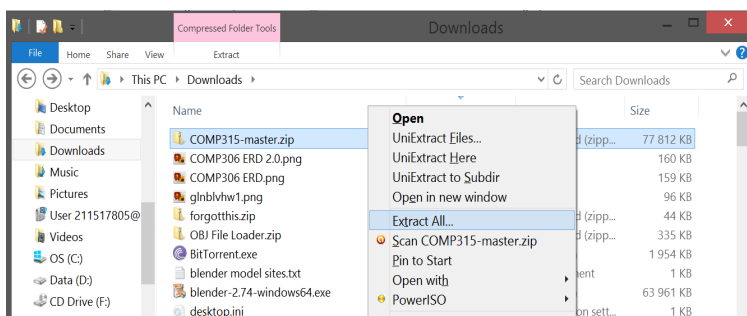 Compressed Folder Tools
Downloads
File Home Share View Extract
This PC Downloads Search Downloads
Desktop
Documents
Downloads
Music
Pictures
User 211517805@
Videos
OS (C:)
Data (D:)
CD Drive (F:)
Name Size
COMP315-master.zip d (zipp... 77 812 KB
COMP306 ERD 2.0.png 160 KB
COMP306 ERD.png 159 KB
glnblvhw1.png 96 KB
forgotthis.zip d (zipp... 44 KB
OBJ File Loader.zip d (zipp... 335 KB
BitTorrent.exe 1 954 KB
blender model sites.txt ment 1 KB
blender-2.74-windows64.exe 63 961 KB
desktop.ini on sett... 1 KB
Open
UniExtract Files...
UniExtract Here
UniExtract to Subdir
Open in new window
Extract All...
Scan COMP315-master.zip
Pin to Start
Open with
PowerISO